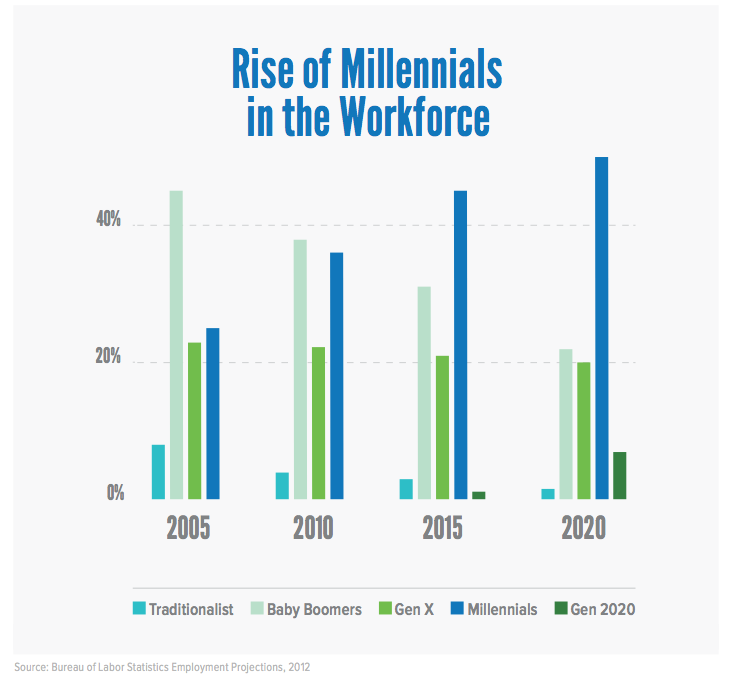 Rise of Millennials
in the Workforce
40%
20%
0%
2005 2010 2015 2020
Traditionalist Baby Boomers Gen X Millennials Gen 2020
Source: Bureau of Labor Statistics Employment Projections, 2012